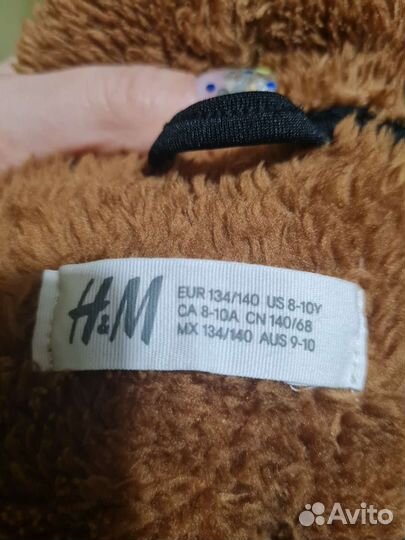 H&M
EUR 134/140 US 8-10Y
CA 8-10A CN 140/68
MX 134/140 AUS 9-10
Avito